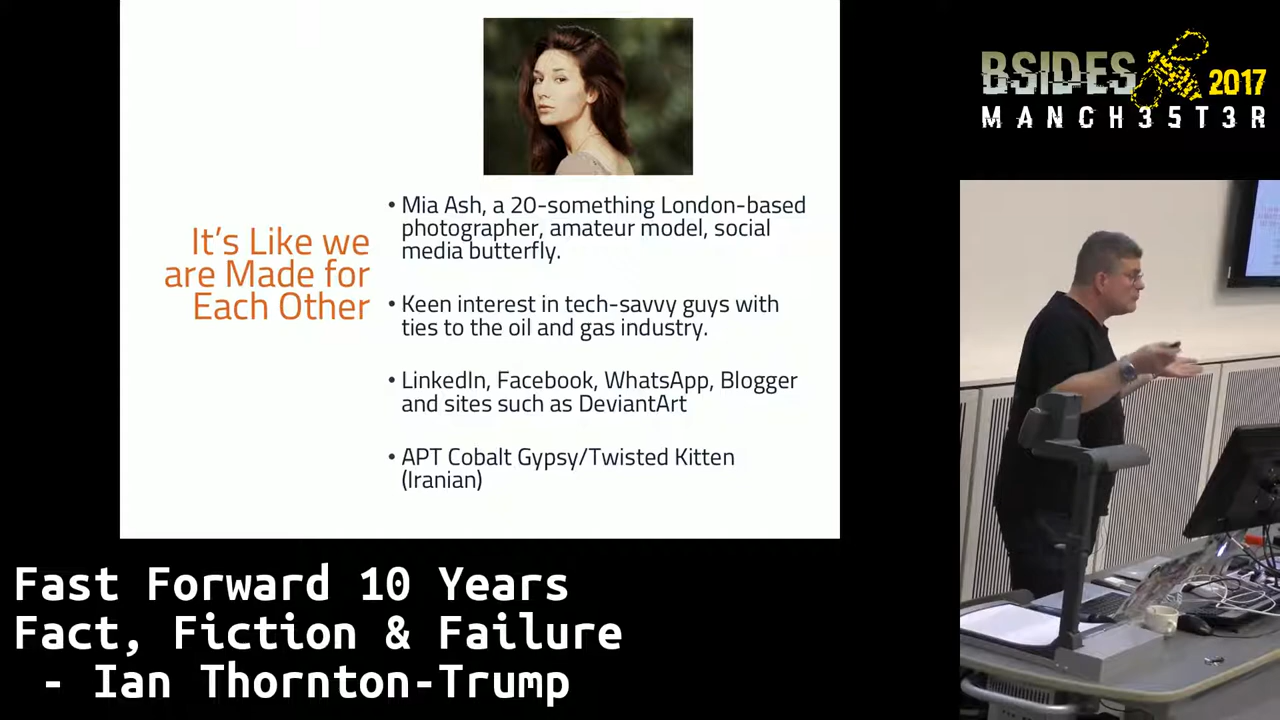 It's Like we
are Made for
Each Other
• Mia Ash, a 20-something London-based
photographer, amateur model, social
media butterfly.
• Keen interest in tech-savvy guys with
ties to the oil and gas industry.
• LinkedIn, Facebook, WhatsApp, Blogger
and sites such as DeviantArt
• APT Cobalt Gypsy/Twisted Kitten
(Iranian)
BSIDES 2017
MANCH35T3R
Fast Forward 10 Years
Fact, Fiction & Failure
- Ian Thornton-Trump